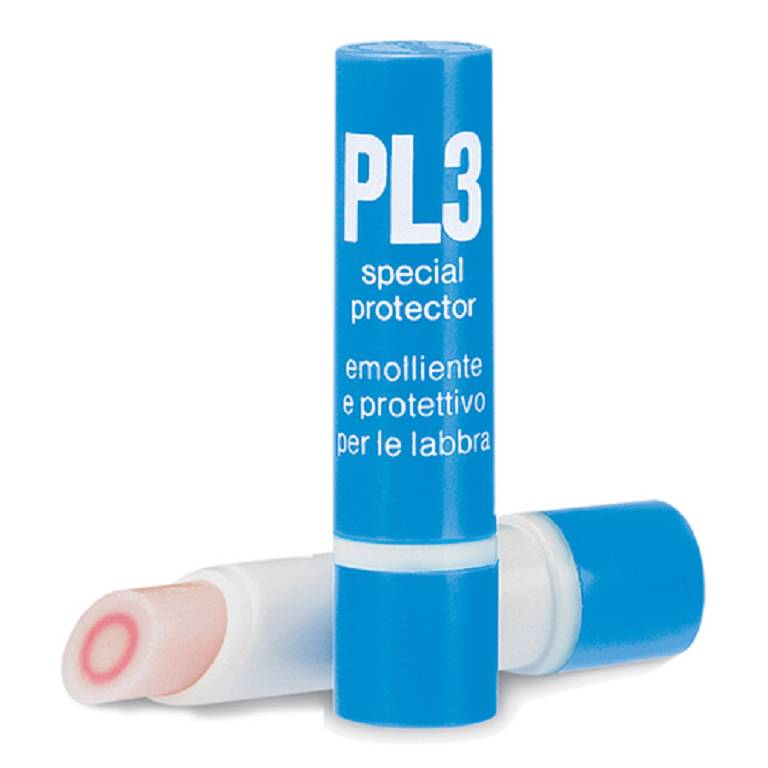 PL3
special
protector
emolliente
e protettivo
per le labbra